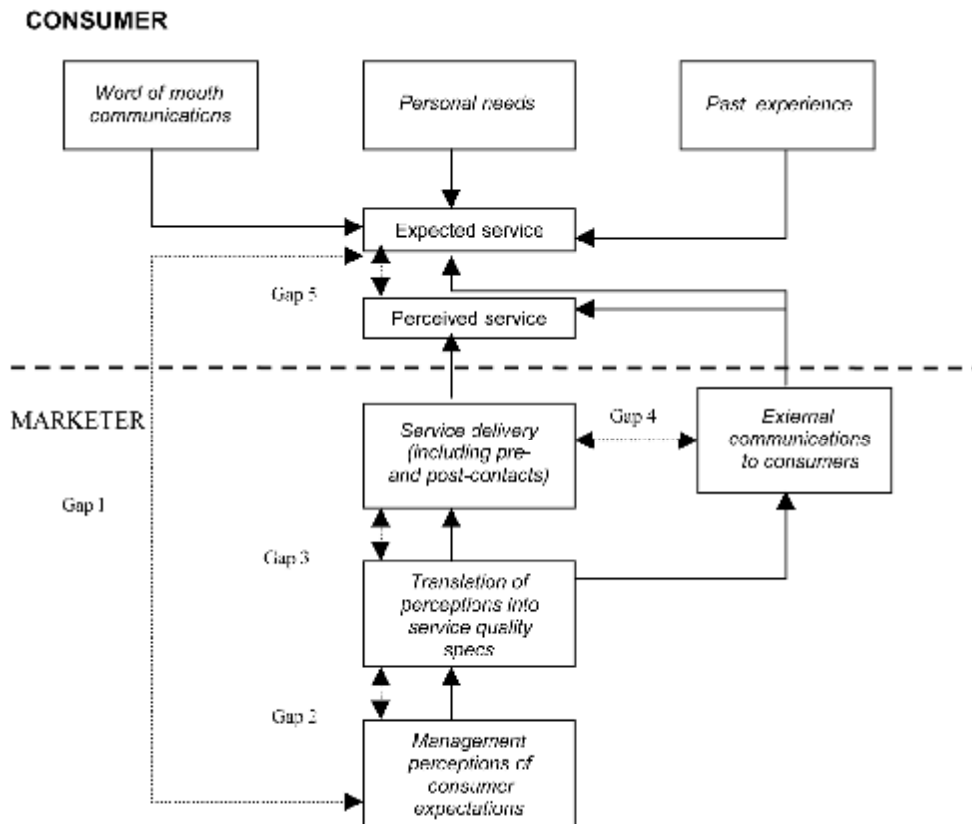 CONSUMER
Word of mouth
communications
Personal needs
Past experience
Expected service
Gap 5
Perceived service
MARKETER
Service delivery
(including pre-
and post-contacts)
Gap 4
External
communications
to consumers
Gap 1
Gap 3
Translation of
perceptions into
service quality
specs
Gap 2
Management
perceptions of
consumer
expectations